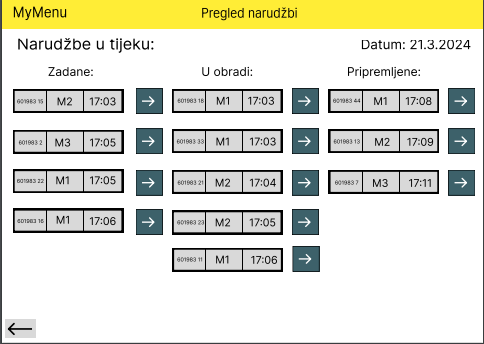 MyMenu Pregled narudžbi
Narudžbe u tijeku: Datum: 21.3.2024
Zadane: U obradi: Pripremljene:
601983 15 M2 17:03 601983 18 M1 17:03 601983 44 M1 17:08
601983 2 M3 17:05 601983 33 M1 17:03 601983 13 M2 17:09
601983 22 M1 17:05 601983 21 M2 17:04 601983 7 M3 17:11
601983 16 M1 17:06 601983 23 M2 17:05
601983 11 M1 17:06